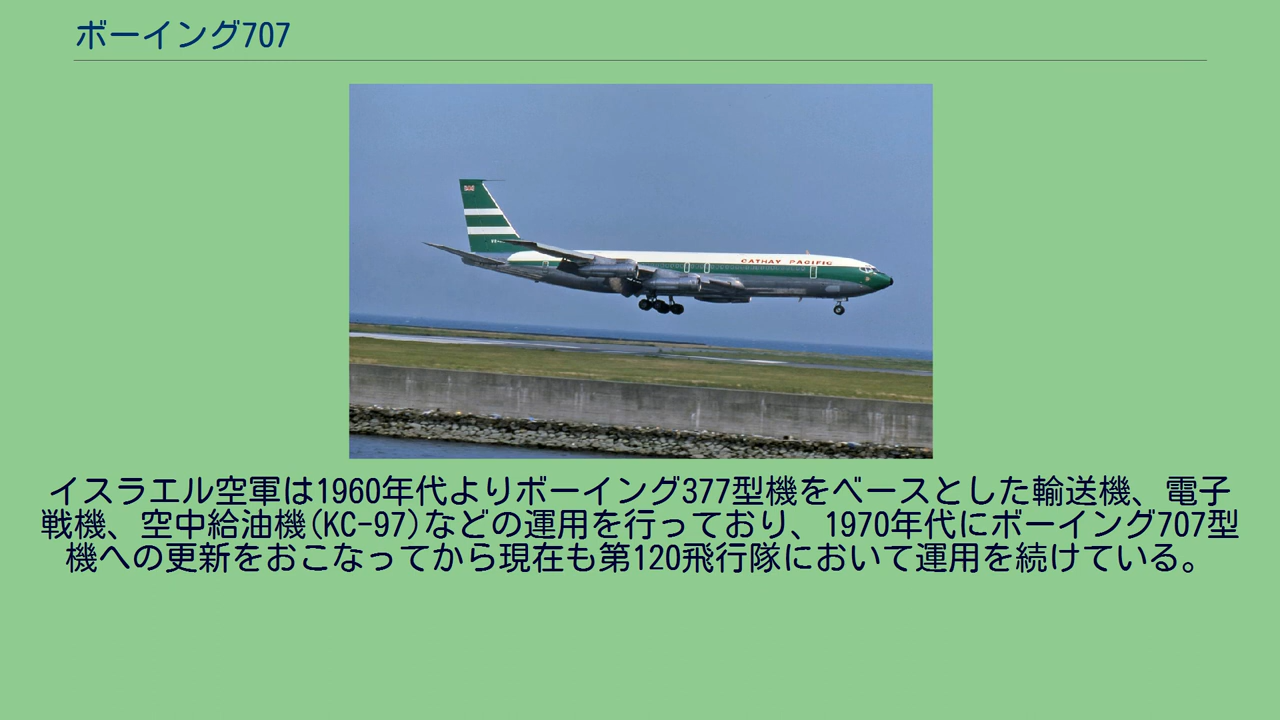 ボーイング707
CATHAY PACIFIC
イスラエル空軍は1960年代よりボーイング377型機をベースとした輸送機、電子
戦機、空中給油機(KC-97)などの運用を行っており、1970年代にボーイング707型
機への更新をおこなってから現在も第120飛行隊において運用を続けている。